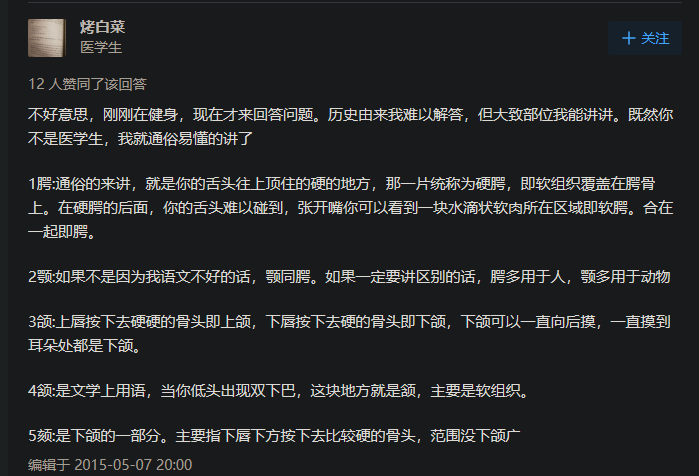 烤白菜
医学生
+ 关注
12 人赞同了该回答
不好意思，刚刚在健身，现在才来回答问题。历史由来我难以解答，但大致部位我能讲讲。既然你
不是医学生，我就通俗易懂的讲了
1腭:通俗的来讲，就是你的舌头往上顶住的硬的地方，那一片统称为硬腭，即软组织覆盖在腭骨
上。在硬腭的后面，你的舌头难以碰到，张开嘴你可以看到一块水滴状软肉所在区域即软腭。合在
一起即腭。
2颚:如果不是因为我语文不好的话，颚同腭。如果一定要讲区别的话，腭多用于人，颚多用于动物
3颌:上唇按下去硬硬的骨头即上颌，下唇按下去硬的骨头即下颌，下颌可以一直向后摸，一直摸到
耳朵处都是下颌。
4颔:是文学上用语，当你低头出现双下巴，这块地方就是颔，主要是软组织。
5颏:是下颌的一部分。主要指下唇下方按下去比较硬的骨头，范围没下颌广
编辑于 2015-05-07 20:00